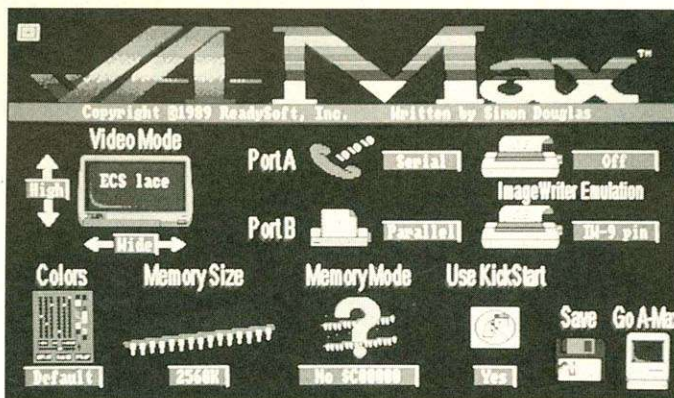 A-Max™
Copyright ©1989 ReadySoft, Inc. Written by Simon Douglas
Video Mode
High
ECS lace
Wide
Port A
Serial
Off
ImageWriter Emulation
Port B
Parallel
IW-9 pin
Colors
Memory Size
Memory Mode
Use KickStart
Save
Go A-Max
Default
2560K
No $C00000
Yes